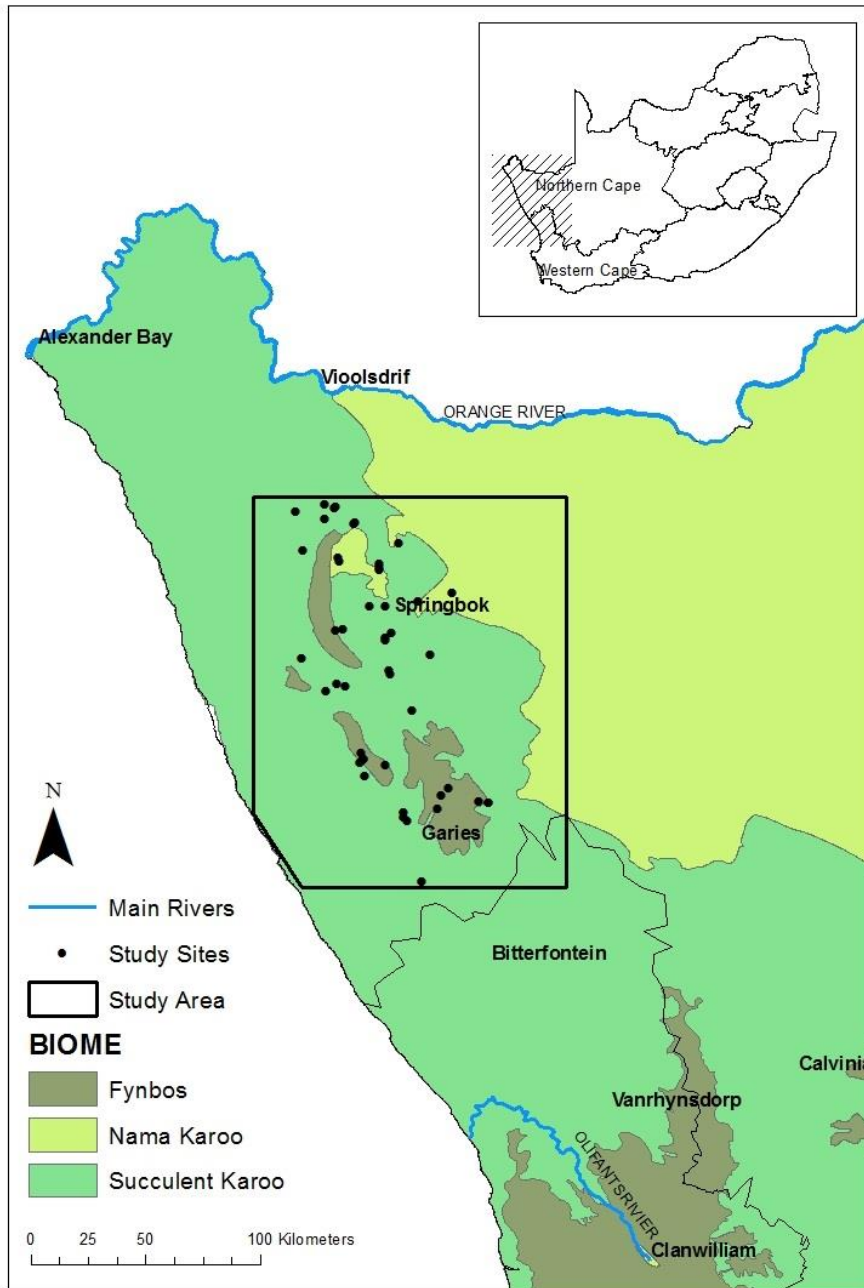 Northern Cape
Western Cape
Alexander Bay
Vioolsdrif
ORANGE RIVER
Springbok
Garies
Bitterfontein
Vanrhynsdorp
Calvinia
OLIFANTSRIVIER
Clanwilliam
N
Main Rivers
Study Sites
Study Area
BIOME
Fynbos
Nama Karoo
Succulent Karoo
0 25 50 100 Kilometers